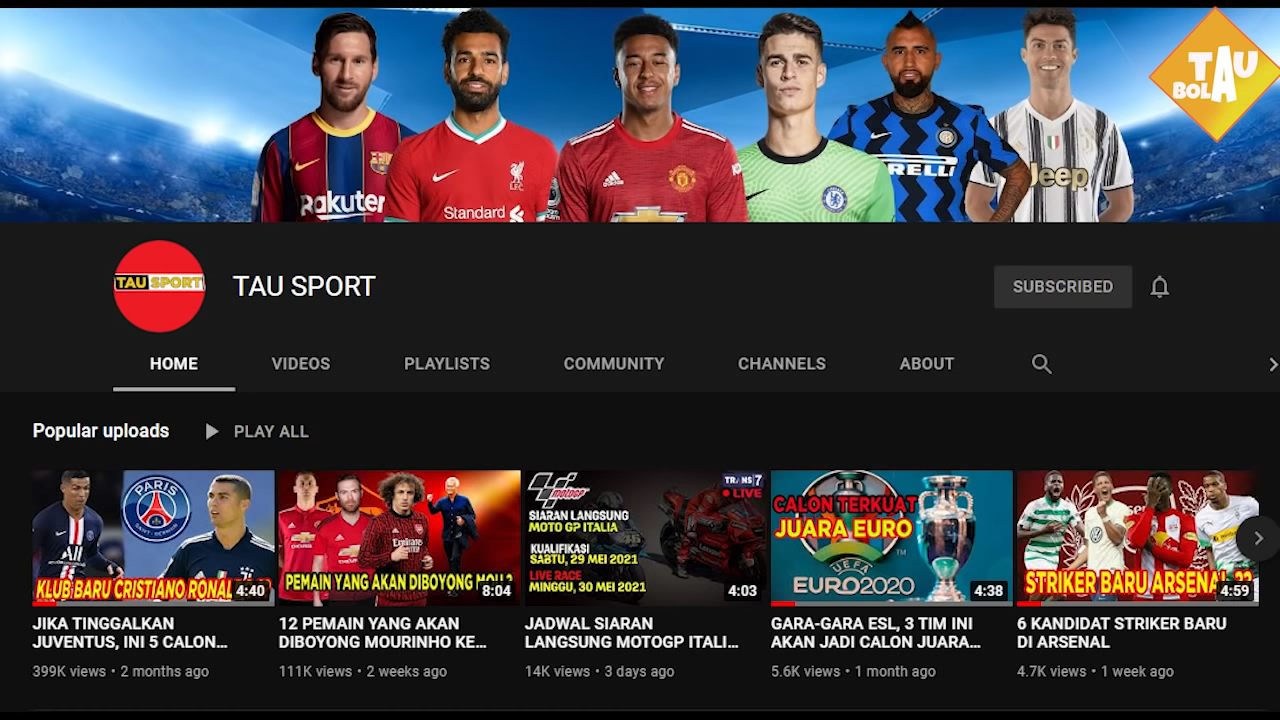 TAU
BOLA
Rakuten
Standard
IRELLI
Jeep
TAU SPORT
TAU SPORT
SUBSCRIBED
HOME
VIDEOS
PLAYLISTS
COMMUNITY
CHANNELS
ABOUT
Popular uploads
PLAY ALL
PARIS
KLUB BARU CRISTIANO RONAL
4:40
PEMAIN YANG AKAN DIBOYONG MOU?
8:04
MotoGP
TRANS7
LIVE
SIARAN LANGSUNG
MOTO GP ITALIA
KUALIFIKASI
SABTU, 29 MEI 2021
LIVE RACE
MINGGU, 30 MEI 2021
4:03
CALON TERKUAT
JUARA EURO
UEFA
EURO2020
4:38
STRIKER BARU ARSENAL ??
4:59
JIKA TINGGALKAN
JUVENTUS, INI 5 CALON...
399K views • 2 months ago
12 PEMAIN YANG AKAN
DIBOYONG MOURINHO KE...
111K views • 2 weeks ago
JADWAL SIARAN
LANGSUNG MOTOGP ITALI...
14K views • 3 days ago
GARA-GARA ESL, 3 TIM INI
AKAN JADI CALON JUARA...
5.6K views • 1 month ago
6 KANDIDAT STRIKER BARU
DI ARSENAL
4.7K views • 1 week ago